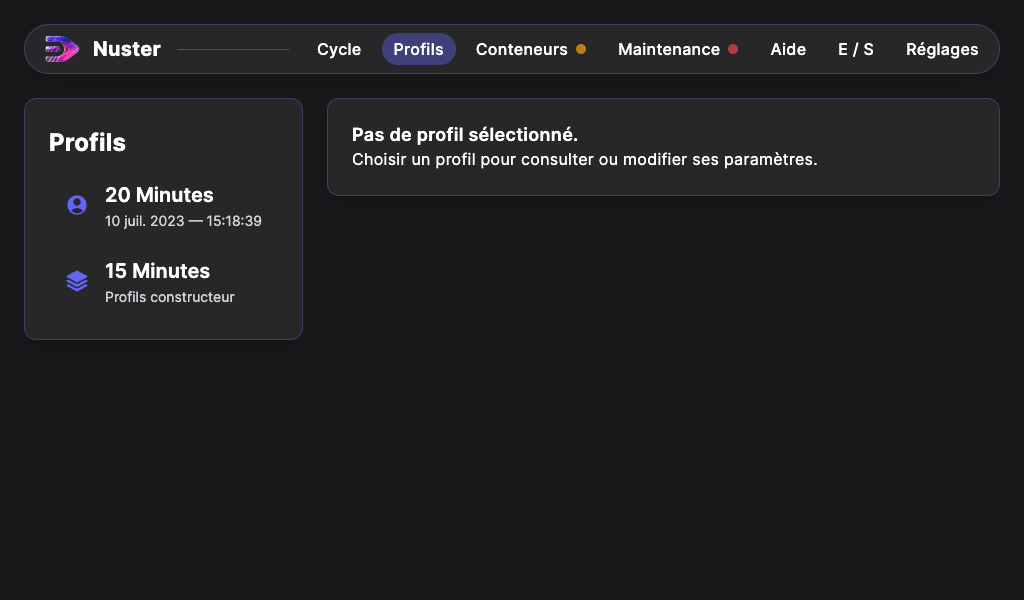 Nuster
Cycle
Profils
Conteneurs
Maintenance
Aide
E / S
Réglages
Profils
20 Minutes
10 juil. 2023 — 15:18:39
15 Minutes
Profils constructeur
Pas de profil sélectionné.
Choisir un profil pour consulter ou modifier ses paramètres.